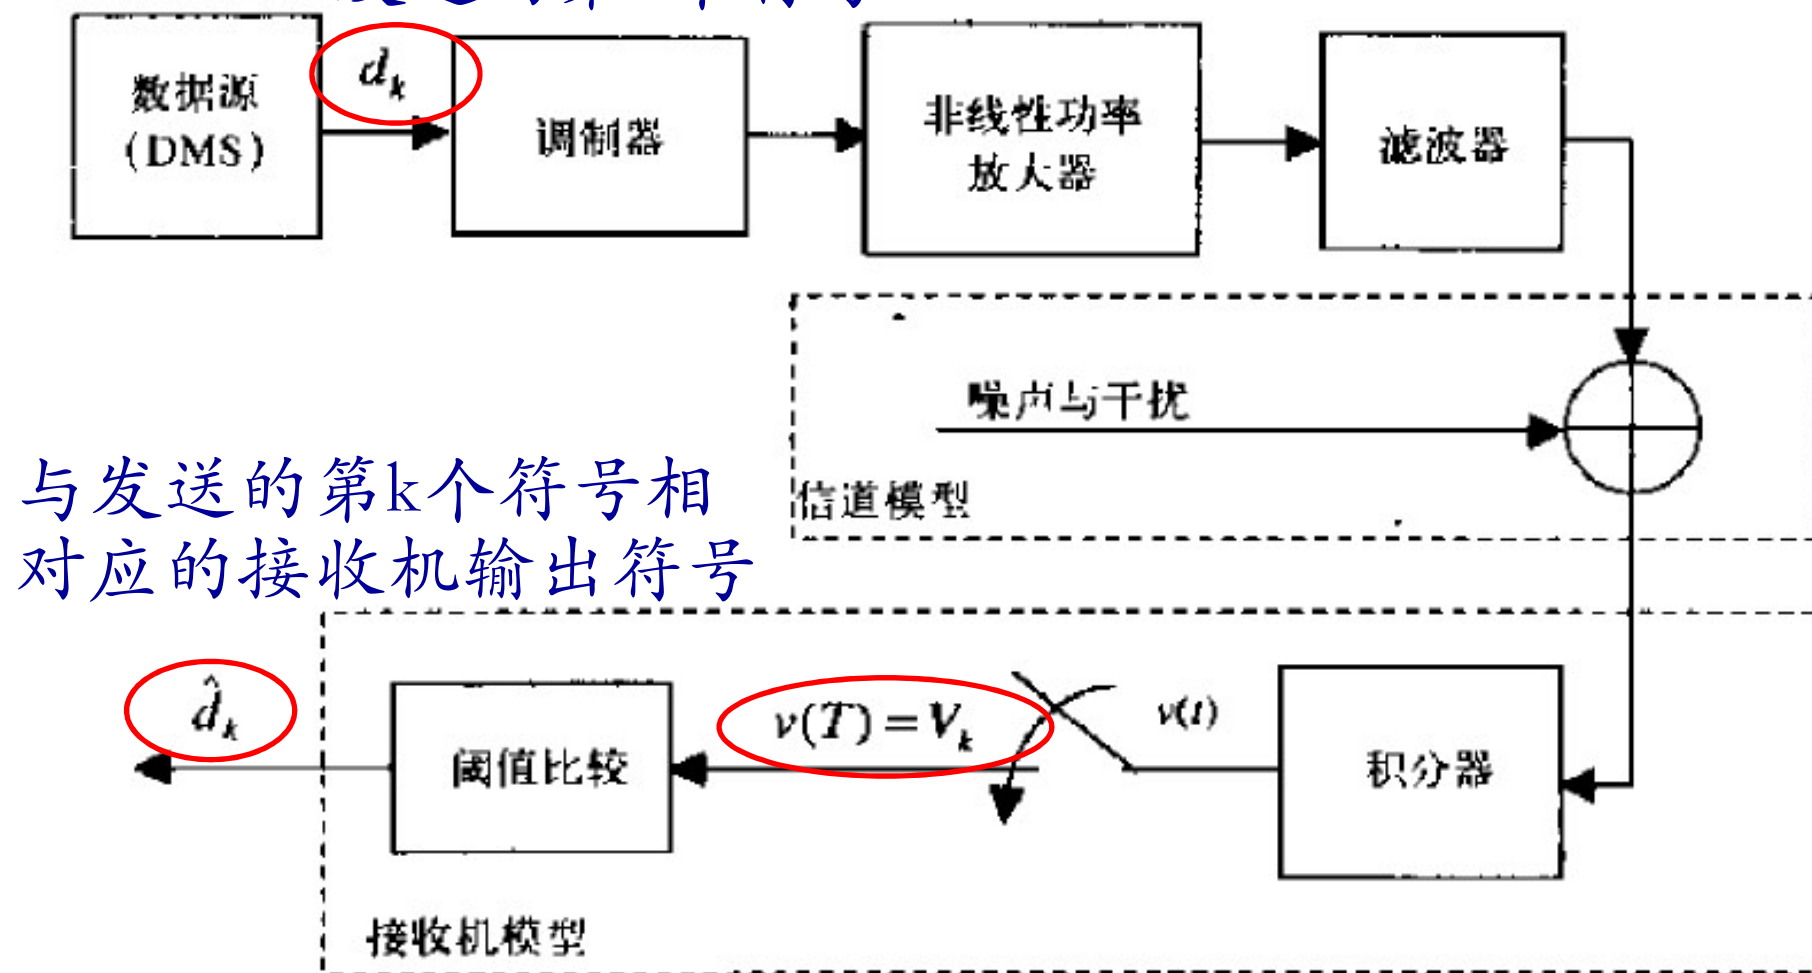 数据源
(DMS)
d_k
调制器
非线性功率
放大器
滤波器
噪声与干扰
信道模型
与发送的第k个符号相
对应的接收机输出符号
d̂_k
阈值比较
v(T)=V_k
v(t)
积分器
接收机模型